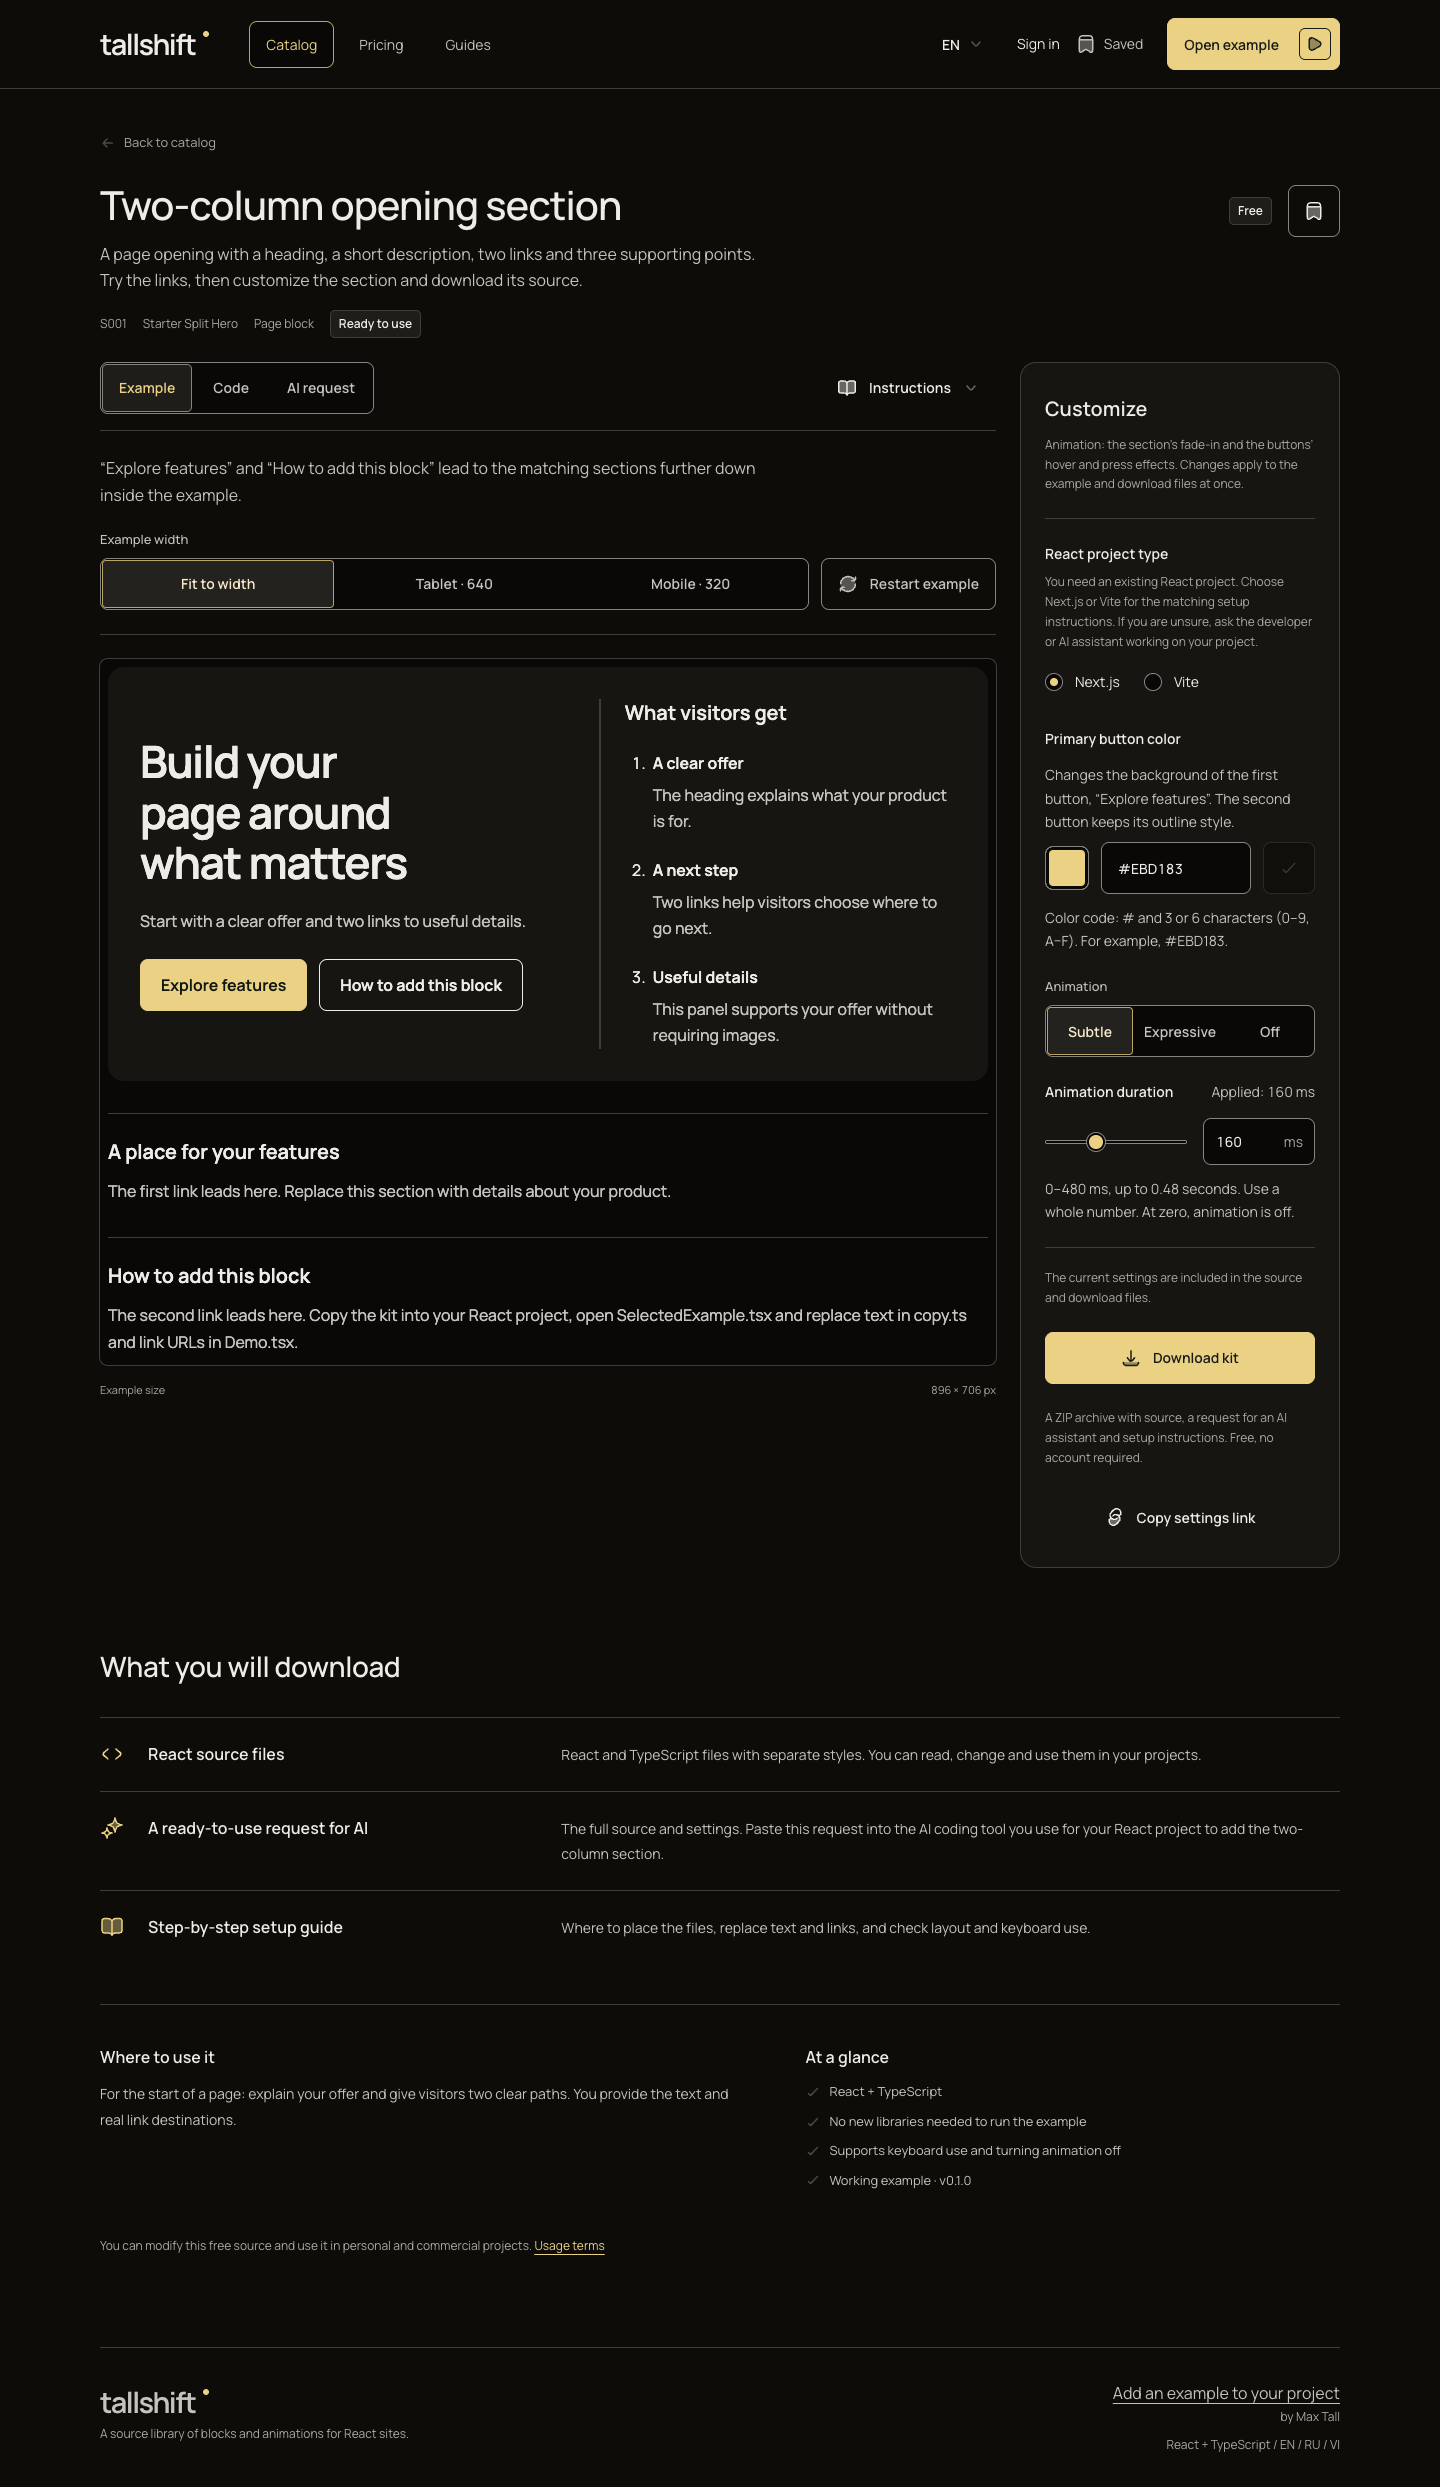 tallshift
Catalog
Pricing
Guides
EN
Sign in
Saved
Open example
Back to catalog
Two-column opening section
Free
A page opening with a heading, a short description, two links and three supporting points.
Try the links, then customize the section and download its source.
S001
Starter Split Hero
Page block
Ready to use
Example
Code
AI request
Instructions
“Explore features” and “How to add this block” lead to the matching sections further down
inside the example.
Example width
Fit to width
Tablet · 640
Mobile · 320
Restart example
Build your
page around
what matters
Start with a clear offer and two links to useful details.
Explore features
How to add this block
What visitors get
1. A clear offer
The heading explains what your product
is for.
2. A next step
Two links help visitors choose where to
go next.
3. Useful details
This panel supports your offer without
requiring images.
A place for your features
The first link leads here. Replace this section with details about your product.
How to add this block
The second link leads here. Copy the kit into your React project, open SelectedExample.tsx and replace text in copy.ts
and link URLs in Demo.tsx.
Example size
896 × 706 px
Customize
Animation: the section’s fade-in and the buttons’
hover and press effects. Changes apply to the
example and download files at once.
React project type
You need an existing React project. Choose
Next.js or Vite for the matching setup
instructions. If you are unsure, ask the developer
or AI assistant working on your project.
Next.js
Vite
Primary button color
Changes the background of the first
button, “Explore features”. The second
button keeps its outline style.
#EBD183
Color code: # and 3 or 6 characters (0–9,
A–F). For example, #EBD183.
Animation
Subtle
Expressive
Off
Animation duration
Applied: 160 ms
160
ms
0–480 ms, up to 0.48 seconds. Use a
whole number. At zero, animation is off.
The current settings are included in the source
and download files.
Download kit
A ZIP archive with source, a request for an AI
assistant and setup instructions. Free, no
account required.
Copy settings link
What you will download
React source files
React and TypeScript files with separate styles. You can read, change and use them in your projects.
A ready-to-use request for AI
The full source and settings. Paste this request into the AI coding tool you use for your React project to add the two-
column section.
Step-by-step setup guide
Where to place the files, replace text and links, and check layout and keyboard use.
Where to use it
For the start of a page: explain your offer and give visitors two clear paths. You provide the text and
real link destinations.
At a glance
React + TypeScript
No new libraries needed to run the example
Supports keyboard use and turning animation off
Working example · v0.1.0
You can modify this free source and use it in personal and commercial projects. Usage terms
tallshift
A source library of blocks and animations for React sites.
Add an example to your project
by Max Tall
React + TypeScript / EN / RU / VI